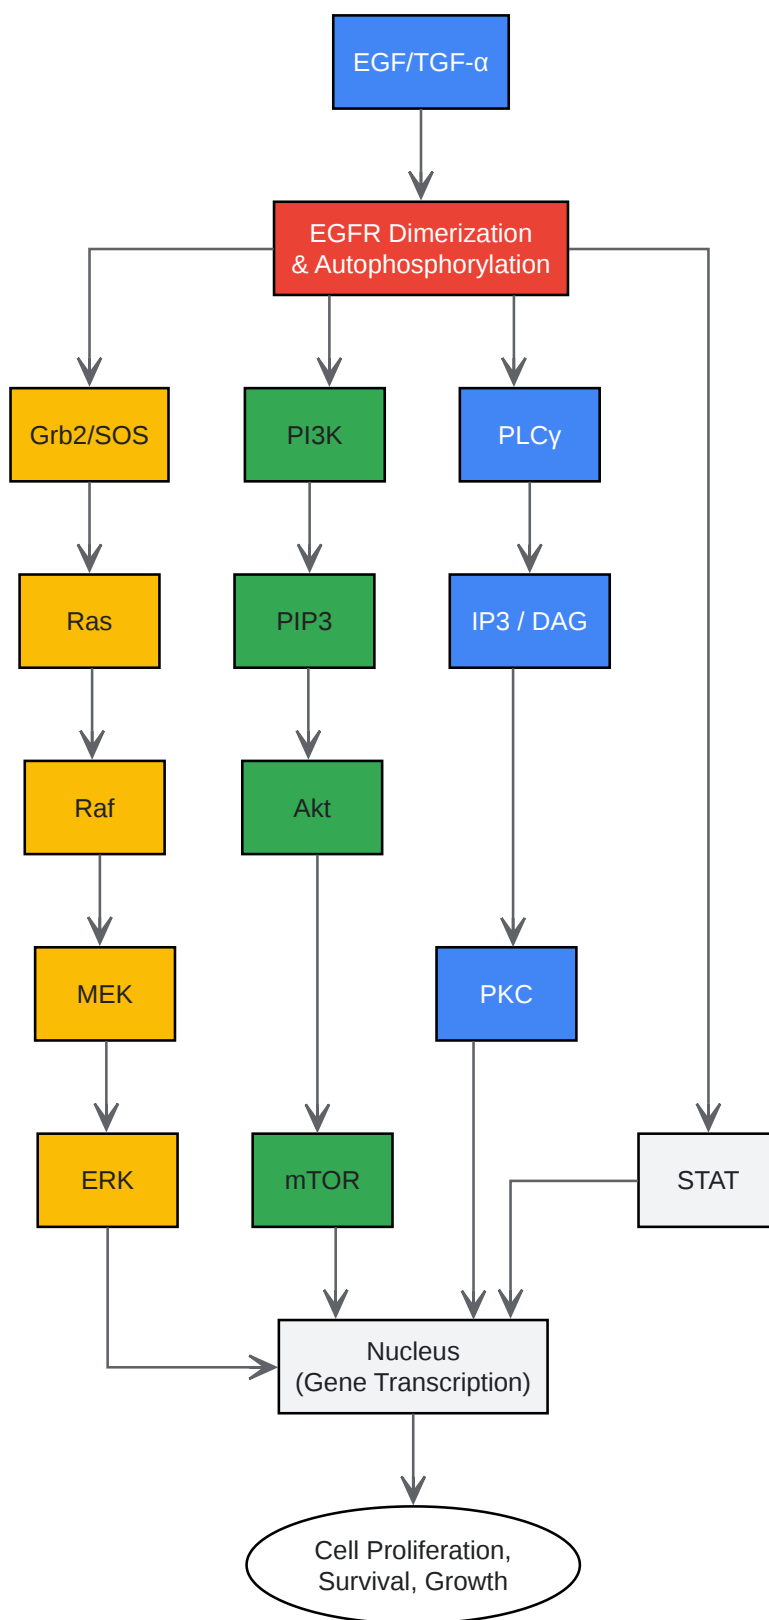 EGF/TGF-α
EGFR Dimerization
& Autophosphorylation
Grb2/SOS
PI3K
PLCγ
Ras
PIP3
IP3 / DAG
Raf
Akt
MEK
PKC
ERK
mTOR
STAT
Nucleus
(Gene Transcription)
Cell Proliferation,
Survival, Growth